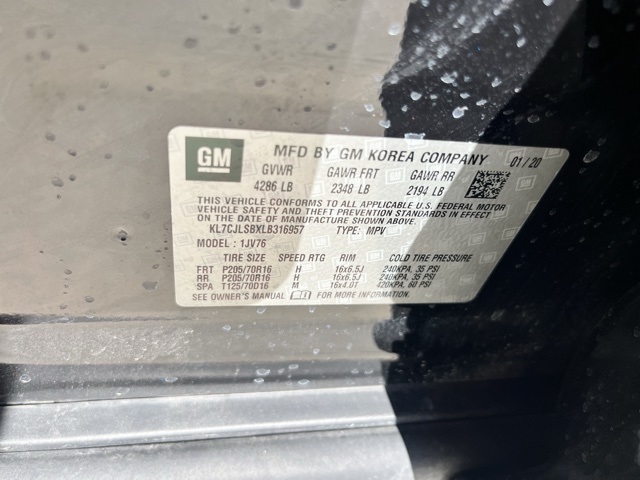 GM MFD BY GM KOREA COMPANY 01/20
GVWR GAWR FRT GAWR RR
4286 LB 2348 LB 2194 LB
THIS VEHICLE CONFORMS TO ALL APPLICABLE U.S. FEDERAL MOTOR
VEHICLE SAFETY AND THEFT PREVENTION STANDARDS IN EFFECT ON
THE DATE OF MANUFACTURE SHOWN ABOVE.
KL7CJLSBXLB316957 TYPE: MPV
MODEL: 1JV76
TIRE SIZE SPEED RTG RIM COLD TIRE PRESSURE
FRT P205/70R16 H 16x6.5J 240KPA, 35 PSI
RR P205/70R16 H 16x6.5J 240KPA, 35 PSI
SPA T125/70D16 M 16x4.0T 420KPA, 60 PSI
SEE OWNER'S MANUAL FOR MORE INFORMATION.